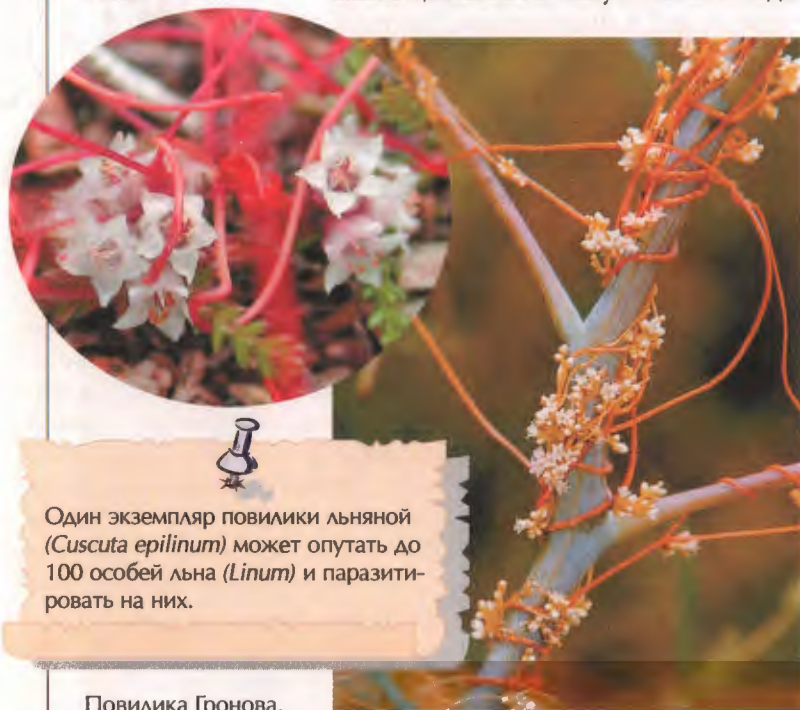 Один экземпляр повилики льняной
(Cuscuta epilinum) может опутать до
100 особей льна (Linum) и паразити-
ровать на них.
Повилика Гронова,